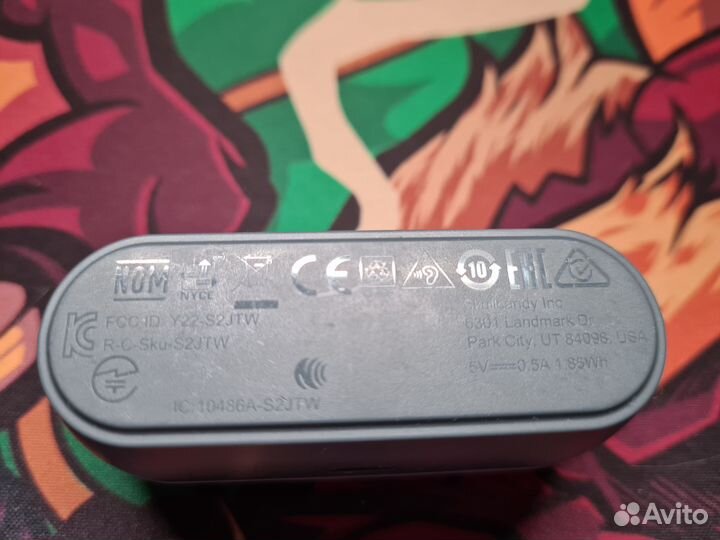 NOM NYCE CE 10 EAC
Skullcandy Inc
FCC ID: Y22-S2JTW
6301 Landmark Dr
R-C-Sku-S2JTW
Park City, UT 84098, USA
5V 0.5A 1.85Wh
IC:10486A-S2JTW
Avito